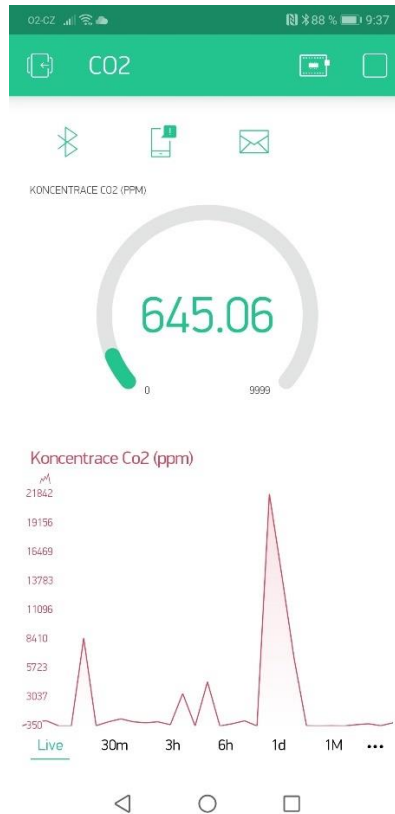 O2-CZ 88 % 9:37
CO2
KONCENTRACE CO2 (PPM)
645.06
0 9999
Koncentrace Co2 (ppm)
21842
19156
16469
13783
11096
8410
5723
3037
-350
Live 30m 3h 6h 1d 1M •••